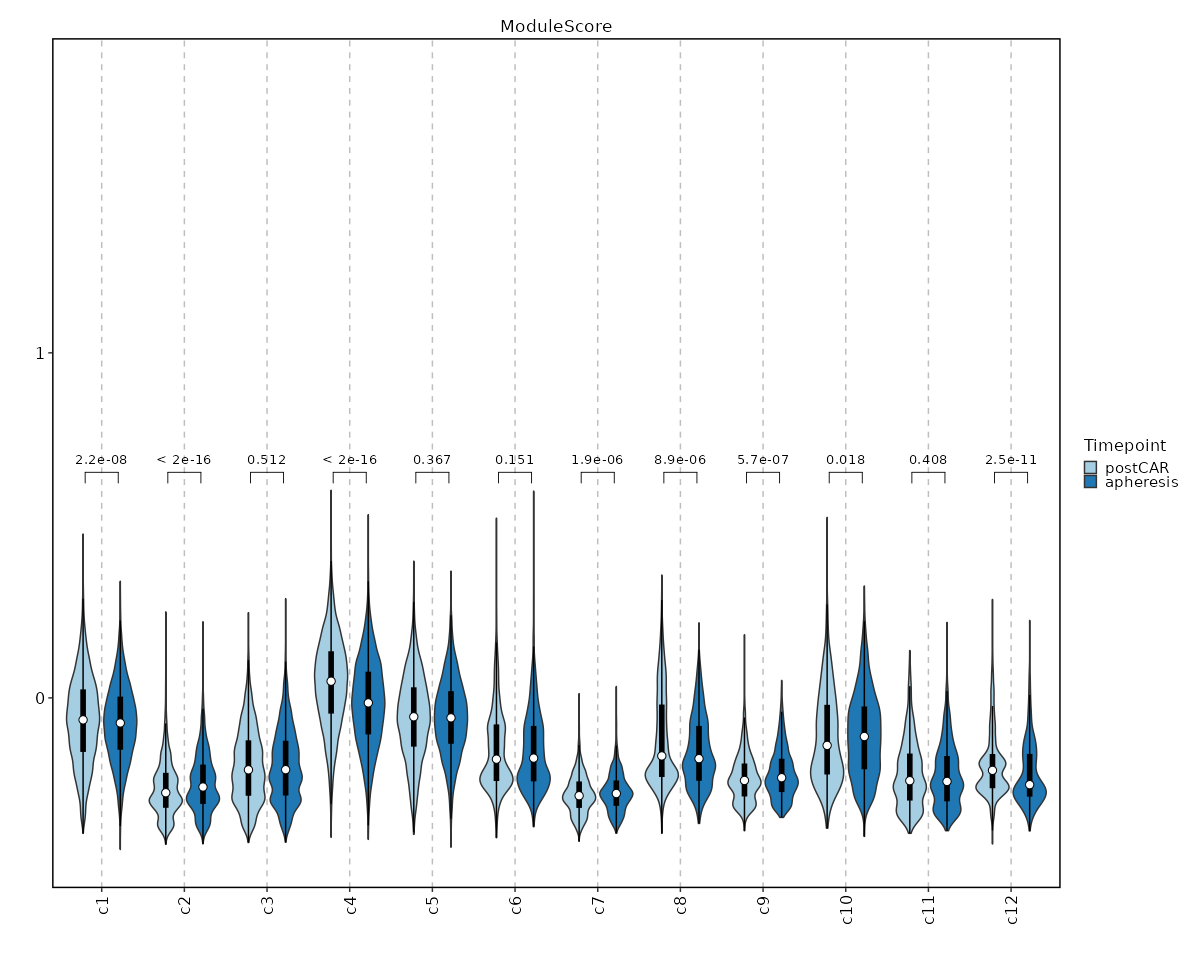 ModuleScore
1
0
2.2e-08 < 2e-16 0.512 < 2e-16 0.367 0.151 1.9e-06 8.9e-06 5.7e-07 0.018 0.408 2.5e-11
Timepoint
postCAR
apheresis
c1 c2 c3 c4 c5 c6 c7 c8 c9 c10 c11 c12